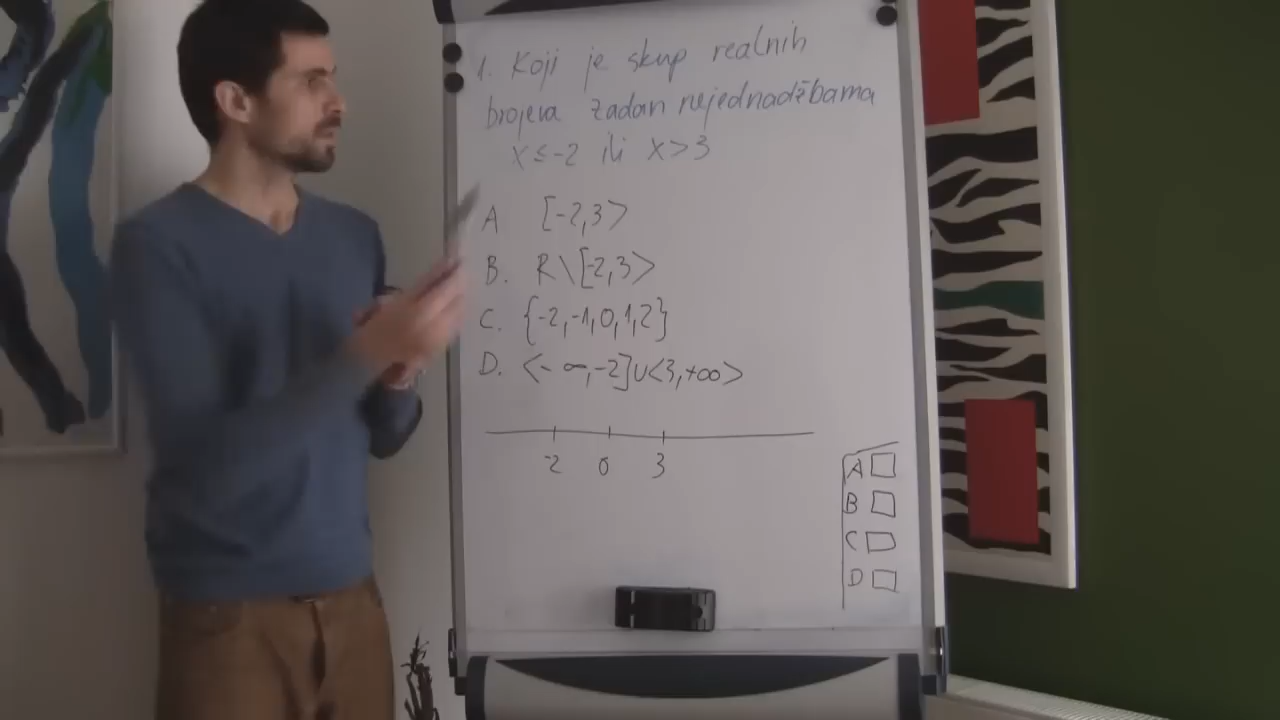 1. Koji je skup realnih
brojeva zadan nejednadžbama
x ≤ -2 ili x > 3
A [-2,3>
B. R\[-2,3>
C. {-2,-1,0,1,2}
D. <-∞,-2]∪<3,+∞>
-2 0 3
A
B
C
D